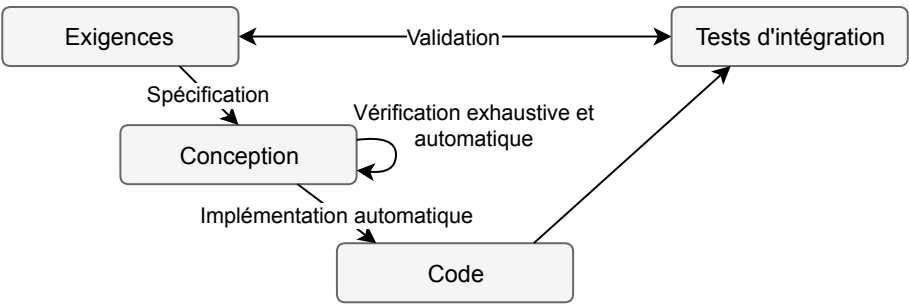 Exigences
Validation
Tests d'intégration
Spécification
Vérification exhaustive et
automatique
Conception
Implémentation automatique
Code